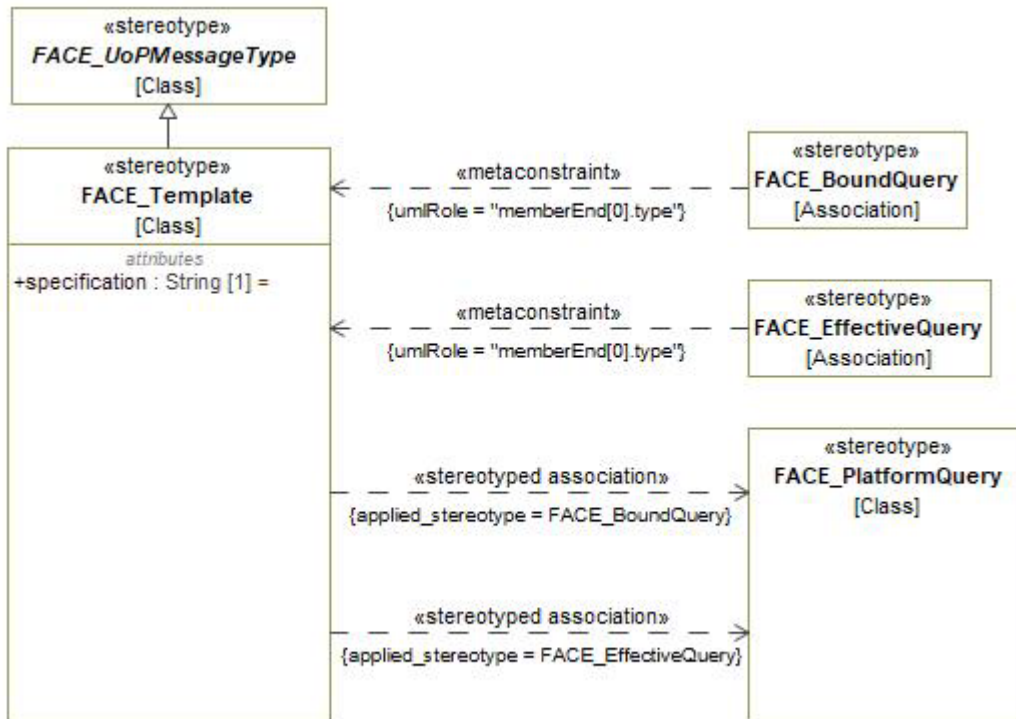 «stereotype»
FACE_UoPMessageType
[Class]
«stereotype»
FACE_Template
[Class]
attributes
+specification : String [1] =
«metaconstraint»
{umlRole = "memberEnd[0].type"}
«stereotype»
FACE_BoundQuery
[Association]
«metaconstraint»
{umlRole = "memberEnd[0].type"}
«stereotype»
FACE_EffectiveQuery
[Association]
«stereotyped association»
{applied_stereotype = FACE_BoundQuery}
«stereotype»
FACE_PlatformQuery
[Class]
«stereotyped association»
{applied_stereotype = FACE_EffectiveQuery}